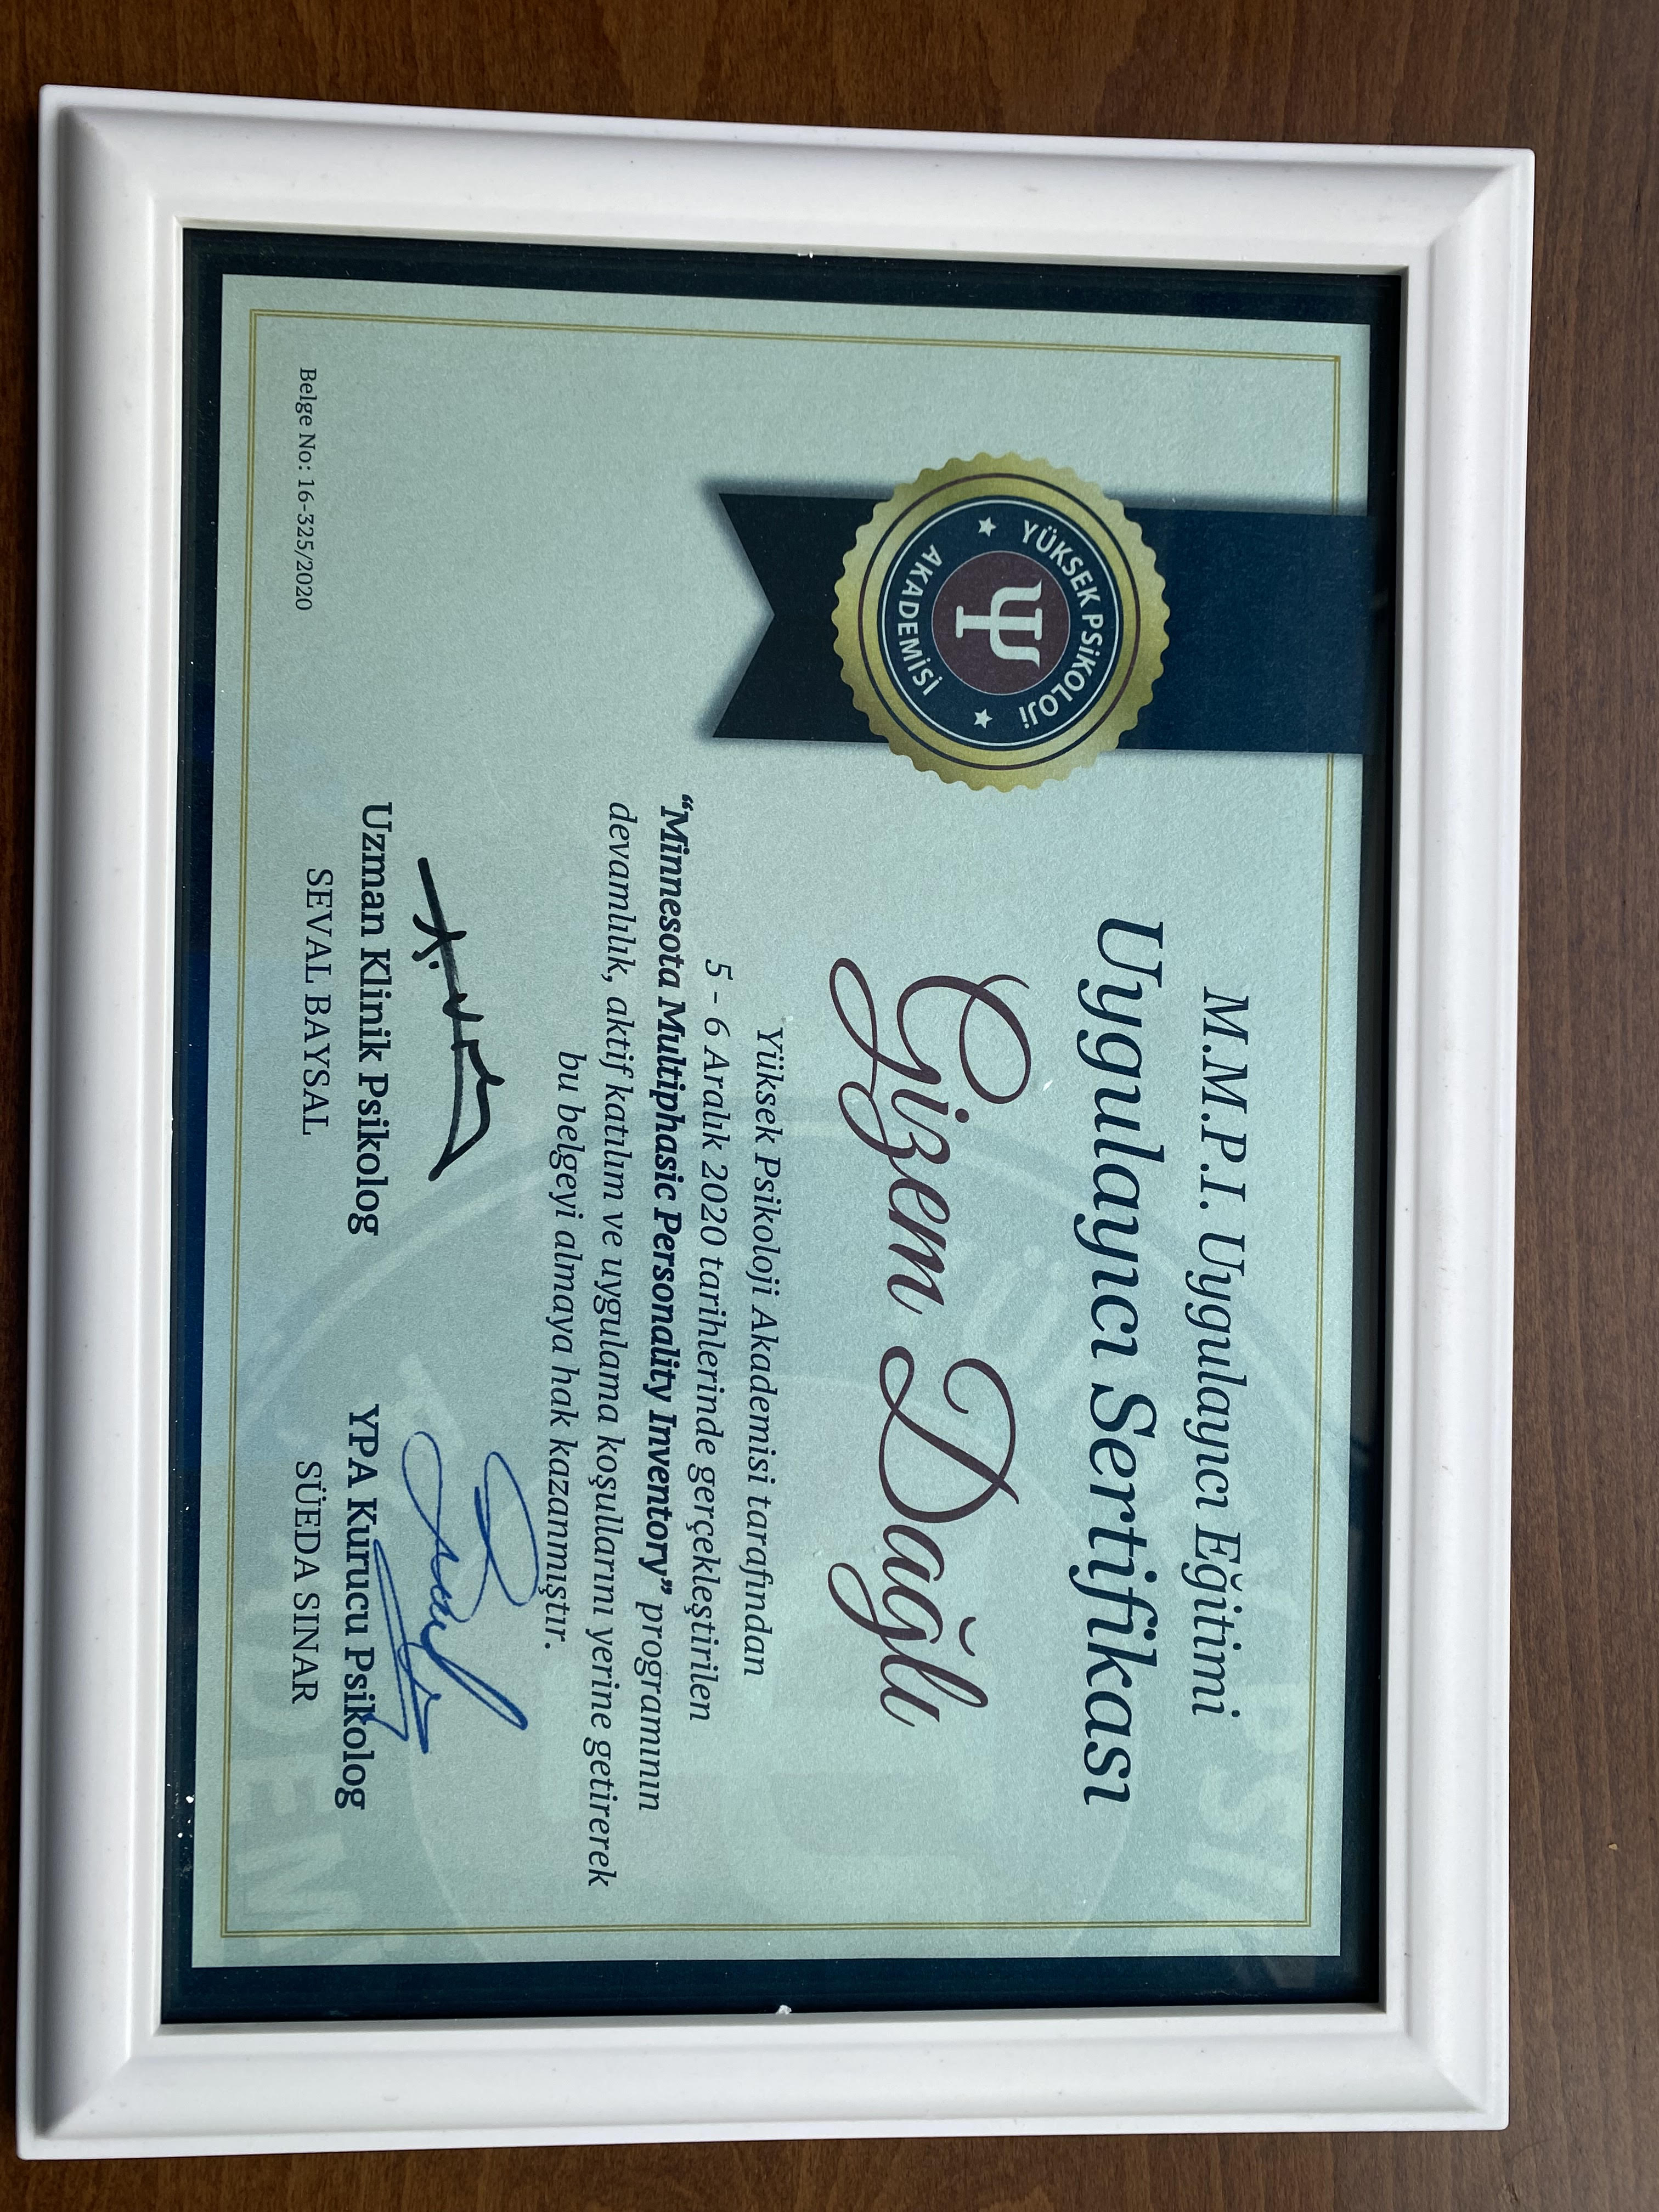 M.M.P.I. Uygulayıcı Eğitimi
Uygulayıcı Sertifikası
YÜKSEK PSİKOLOJİ
AKADEMİSİ
Gizem Dağlı
Yüksek Psikoloji Akademisi tarafından
5 - 6 Aralık 2020 tarihlerinde gerçekleştirilen
“Minnesota Multiphasic Personality Inventory” programının
devamlılık, aktif katılım ve uygulama koşullarını yerine getirerek
bu belgeyi almaya hak kazanmıştır.
Uzman Klinik Psikolog
SEVAL BAYSAL
YPA Kurucu Psikolog
SÜEDA SINAR
Belge No: 16-325/2020